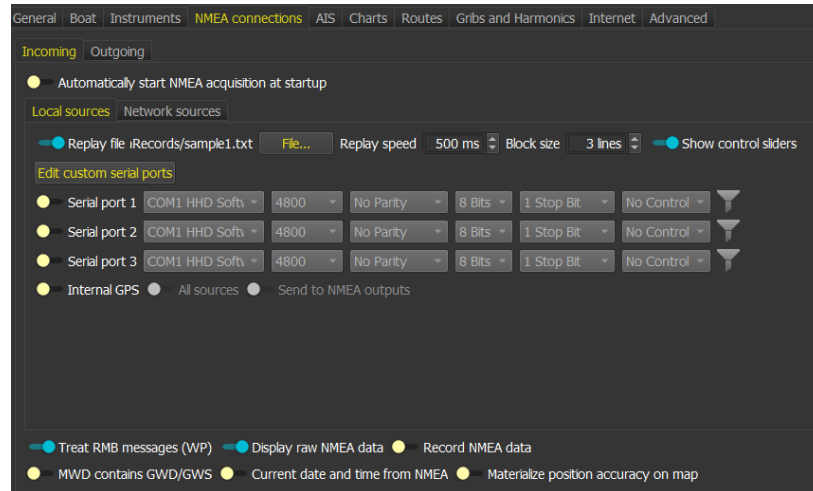 General Boat Instruments NMEA connections AIS Charts Routes Gribs and Harmonics Internet Advanced
Incoming Outgoing
Automatically start NMEA acquisition at startup
Local sources Network sources
Replay file ıRecords/sample1.txt File... Replay speed 500 ms Block size 3 lines Show control sliders
Edit custom serial ports
Serial port 1 COM1 HHD Softv 4800 No Parity 8 Bits 1 Stop Bit No Control
Serial port 2 COM1 HHD Softv 4800 No Parity 8 Bits 1 Stop Bit No Control
Serial port 3 COM1 HHD Softv 4800 No Parity 8 Bits 1 Stop Bit No Control
Internal GPS All sources Send to NMEA outputs
Treat RMB messages (WP) Display raw NMEA data Record NMEA data
MWD contains GWD/GWS Current date and time from NMEA Materialize position accuracy on map